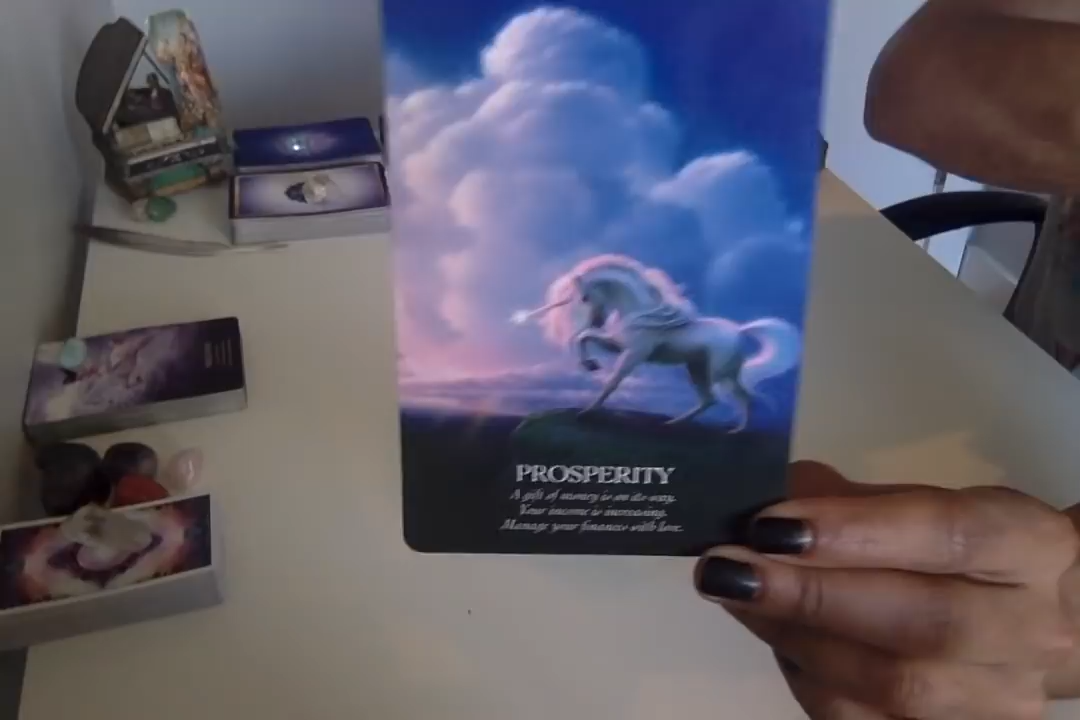 PROSPERITY
A gift of money is on its way.
Your income is increasing.
Manage your finances with love.